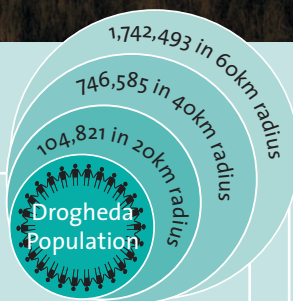 1,742,493 in 60km radius
746,585 in 40km radius
104,821 in 20km radius
Drogheda
Population